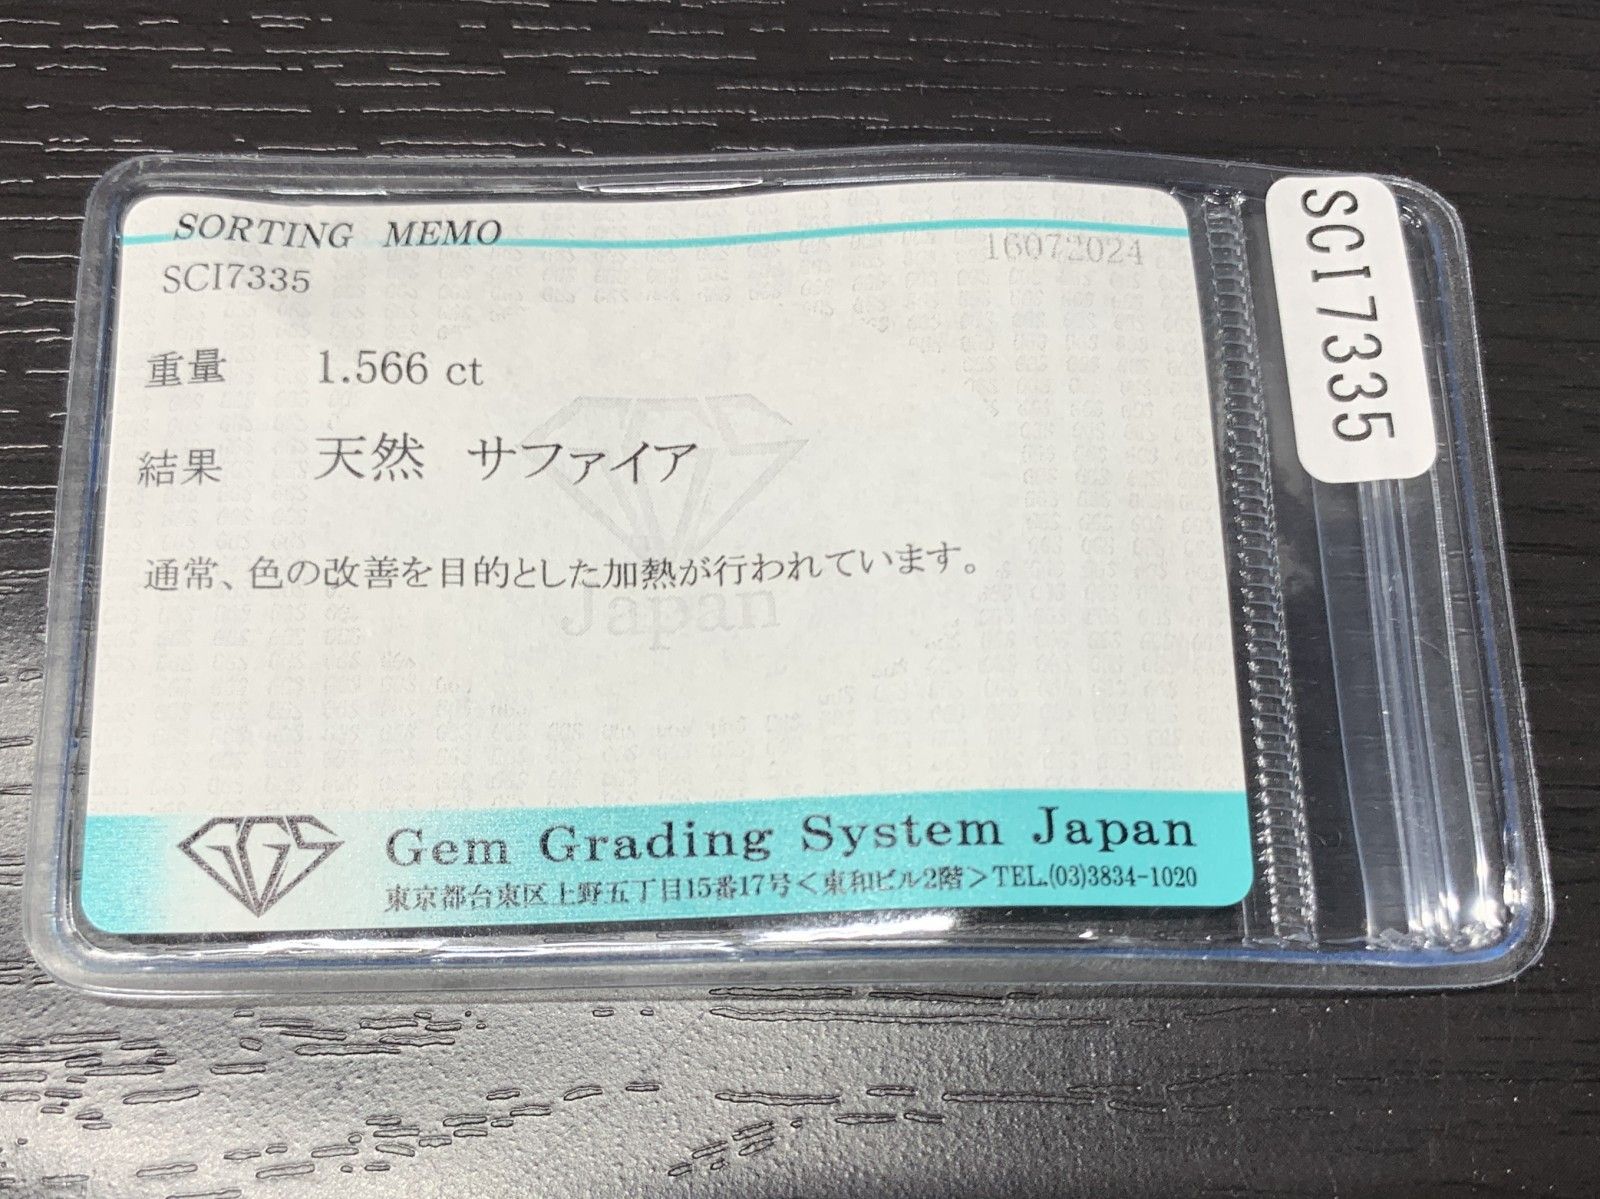 SORTING MEMO
16072024
SCI7335
SCI7335
重量 1.566 ct
結果 天然 サファイア
通常、色の改善を目的とした加熱が行われています。
GGS
Japan
GGS
Gem Grading System Japan
東京都台東区上野五丁目15番17号＜東和ビル2階＞TEL.(03)3834-1020